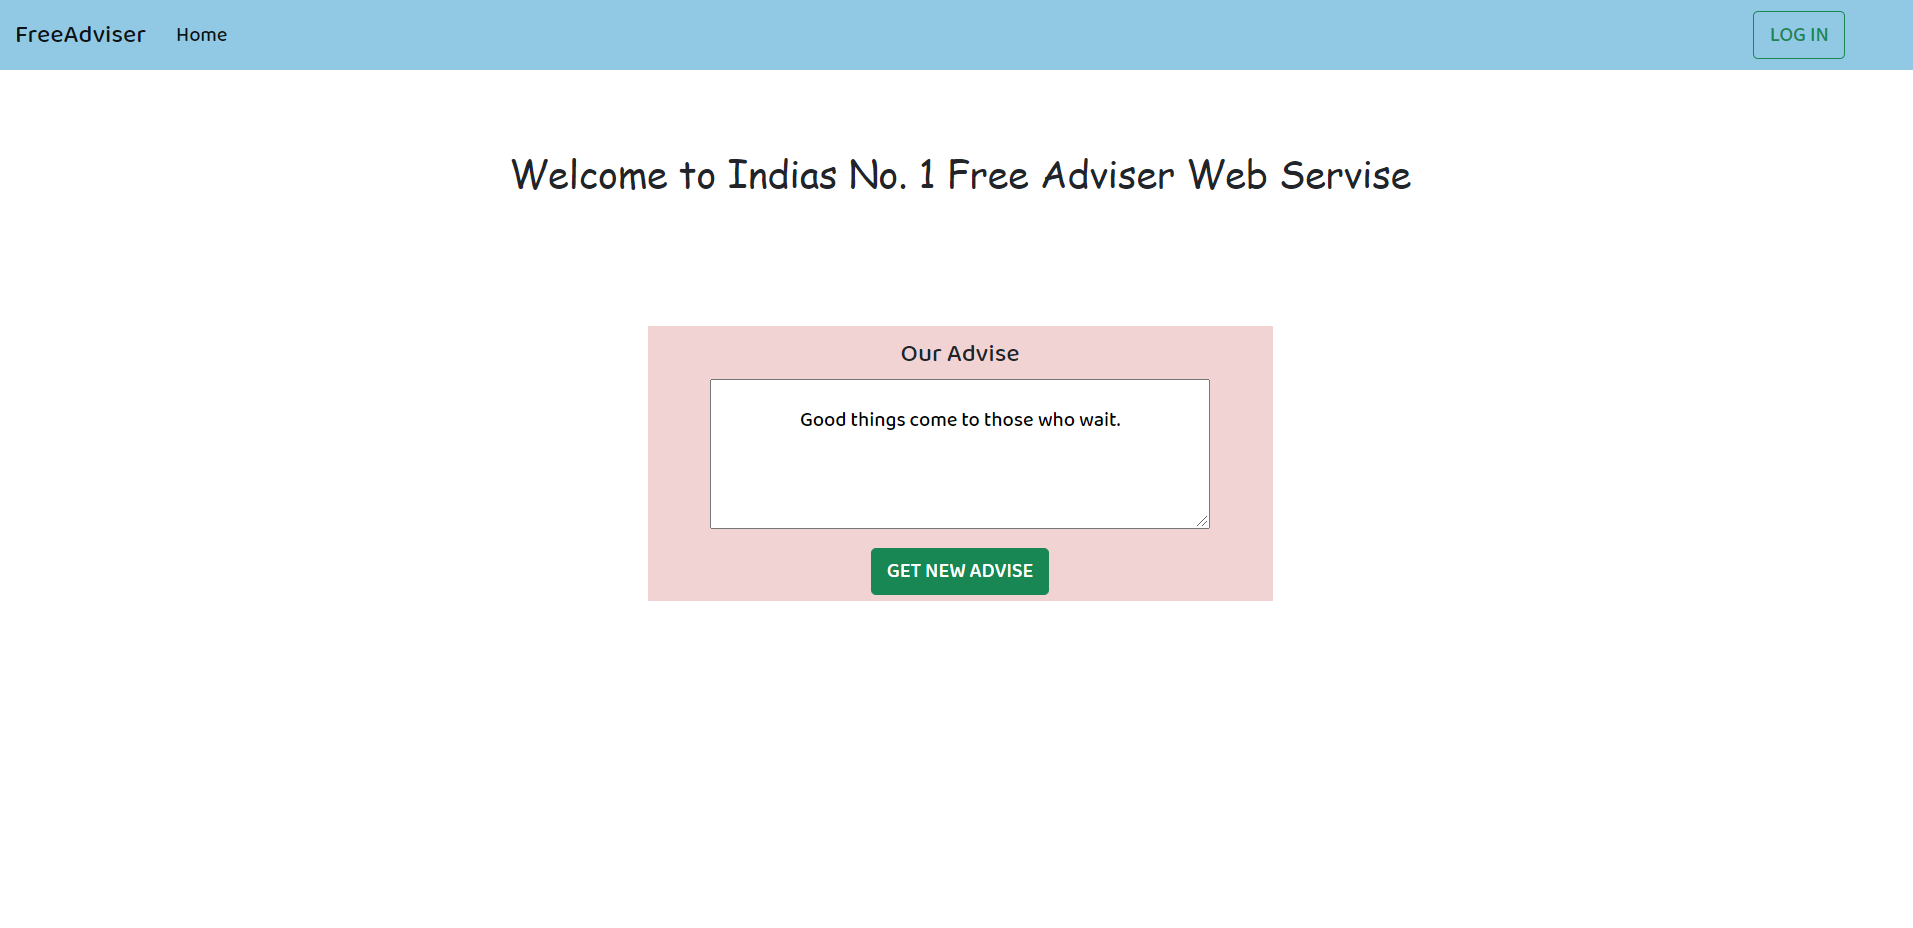 FreeAdviser Home LOG IN
Welcome to Indias No. 1 Free Adviser Web Servise
Our Advise
Good things come to those who wait.
GET NEW ADVISE